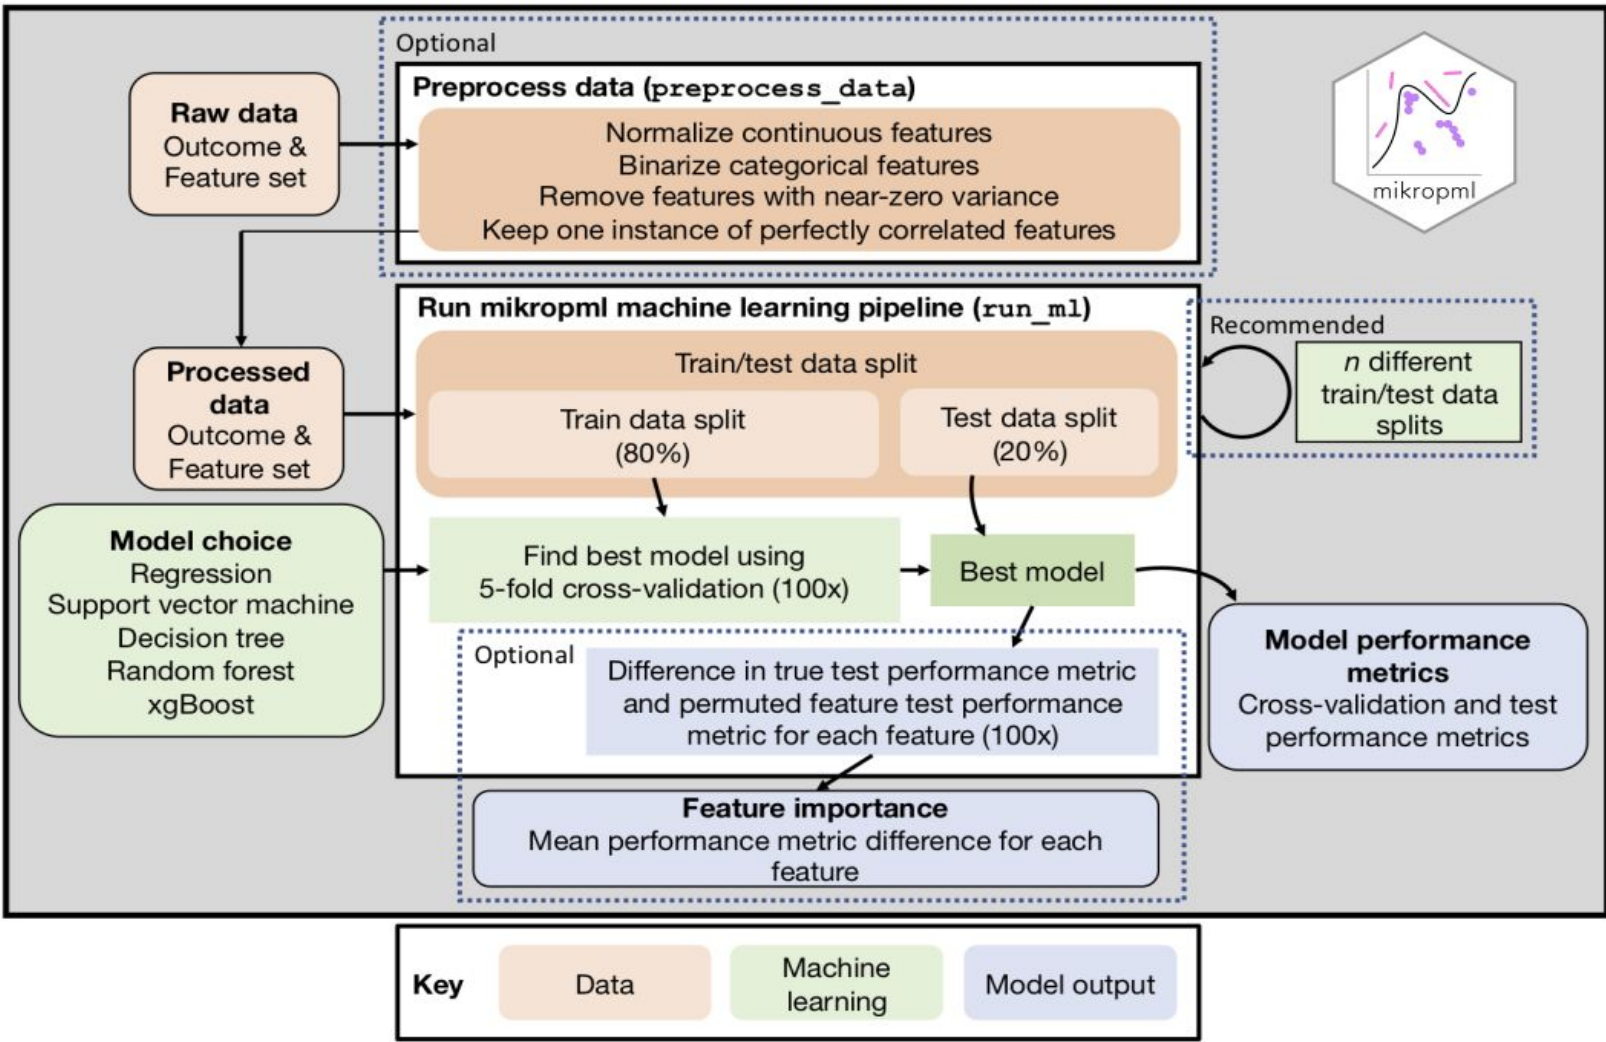 Optional
Preprocess data (preprocess_data)
Raw data
Outcome &
Feature set
Normalize continuous features
Binarize categorical features
Remove features with near-zero variance
Keep one instance of perfectly correlated features
mikropml
Run mikropml machine learning pipeline (run_ml)
Train/test data split
Train data split
(80%)
Test data split
(20%)
Recommended
n different
train/test data
splits
Processed
data
Outcome &
Feature set
Model choice
Regression
Support vector machine
Decision tree
Random forest
xgBoost
Find best model using
5-fold cross-validation (100x)
Best model
Model performance
metrics
Cross-validation and test
performance metrics
Optional
Difference in true test performance metric
and permuted feature test performance
metric for each feature (100x)
Feature importance
Mean performance metric difference for each
feature
Key
Data
Machine
learning
Model output